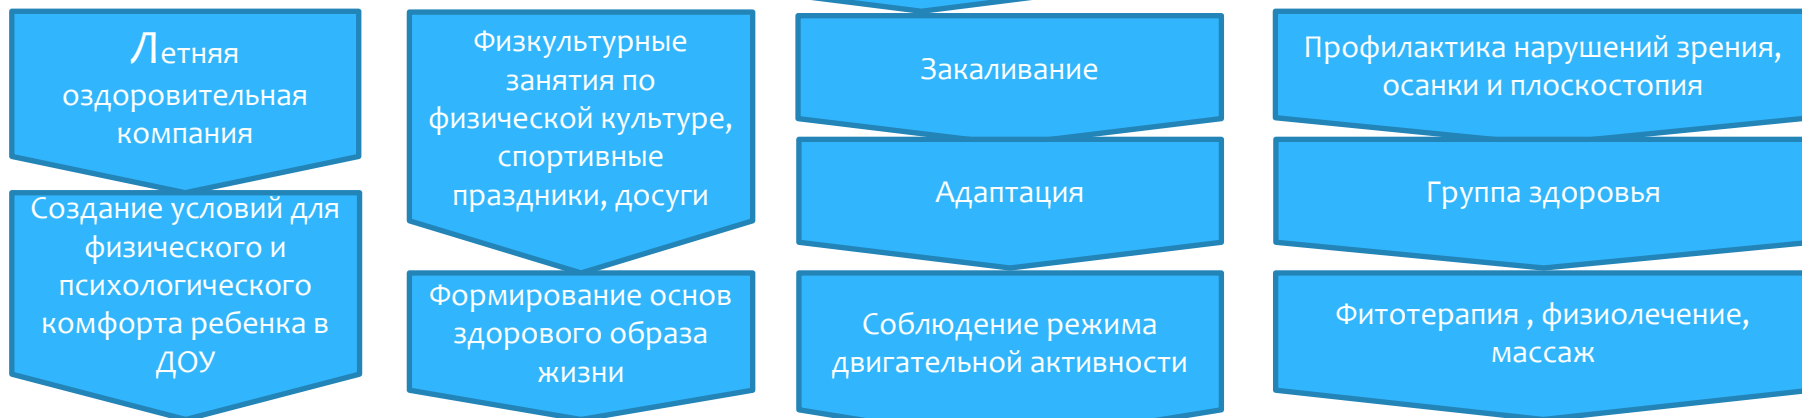 Летняя
оздоровительная
компания
Создание условий для
физического и
психологического
комфорта ребенка в
ДОУ
Физкультурные
занятия по
физической культуре,
спортивные
праздники, досуги
Формирование основ
здорового образа
жизни
Закаливание
Адаптация
Соблюдение режима
двигательной активности
Профилактика нарушений зрения,
осанки и плоскостопия
Группа здоровья
Фитотерапия , физиолечение,
массаж